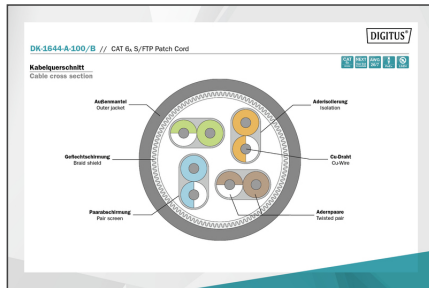 DIGITUS®
DK-1644-A-100/B // CAT 6A S/FTP Patch Cord
Kabelquerschnitt
Cable cross section
Außenmantel
Outer jacket
Aderisolierung
Isolation
Geflechtschirmung
Braid shield
Cu-Draht
Cu-Wire
Paarabschirmung
Pair screen
Adernpaare
Twisted pair